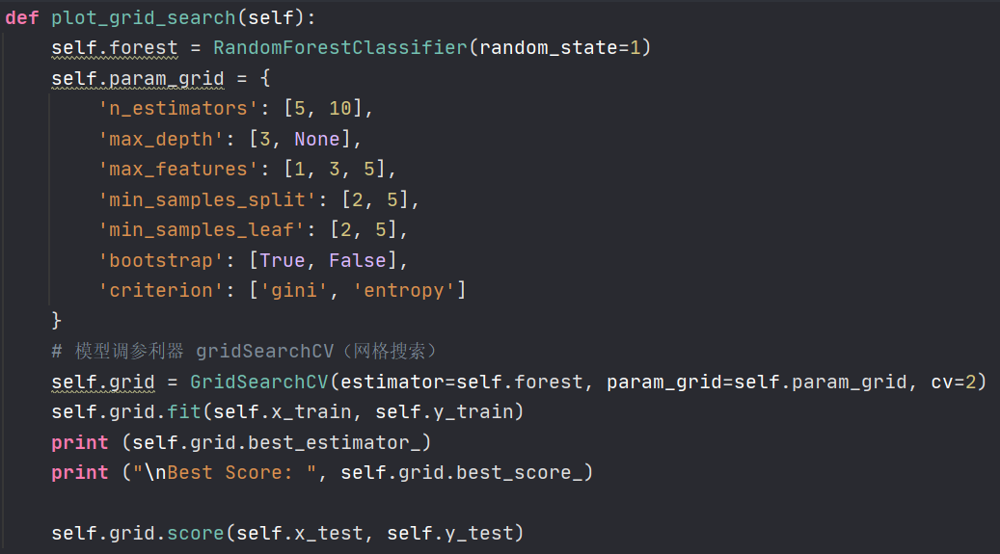 def plot_grid_search(self):
    self.forest = RandomForestClassifier(random_state=1)
    self.param_grid = {
        'n_estimators': [5, 10],
        'max_depth': [3, None],
        'max_features': [1, 3, 5],
        'min_samples_split': [2, 5],
        'min_samples_leaf': [2, 5],
        'bootstrap': [True, False],
        'criterion': ['gini', 'entropy']
    }
    # 模型调参利器 gridSearchCV（网格搜索）
    self.grid = GridSearchCV(estimator=self.forest, param_grid=self.param_grid, cv=2)
    self.grid.fit(self.x_train, self.y_train)
    print (self.grid.best_estimator_)
    print ("\nBest Score: ", self.grid.best_score_)
    self.grid.score(self.x_test, self.y_test)